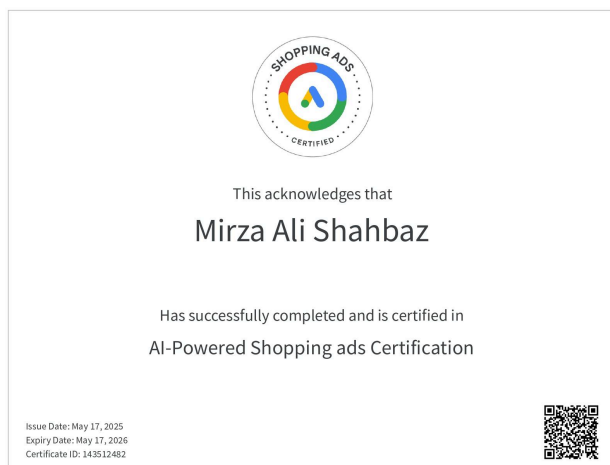 SHOPPING ADS
CERTIFIED
This acknowledges that
Mirza Ali Shahbaz
Has successfully completed and is certified in
AI-Powered Shopping ads Certification
Issue Date: May 17, 2025
Expiry Date: May 17, 2026
Certificate ID: 143512482